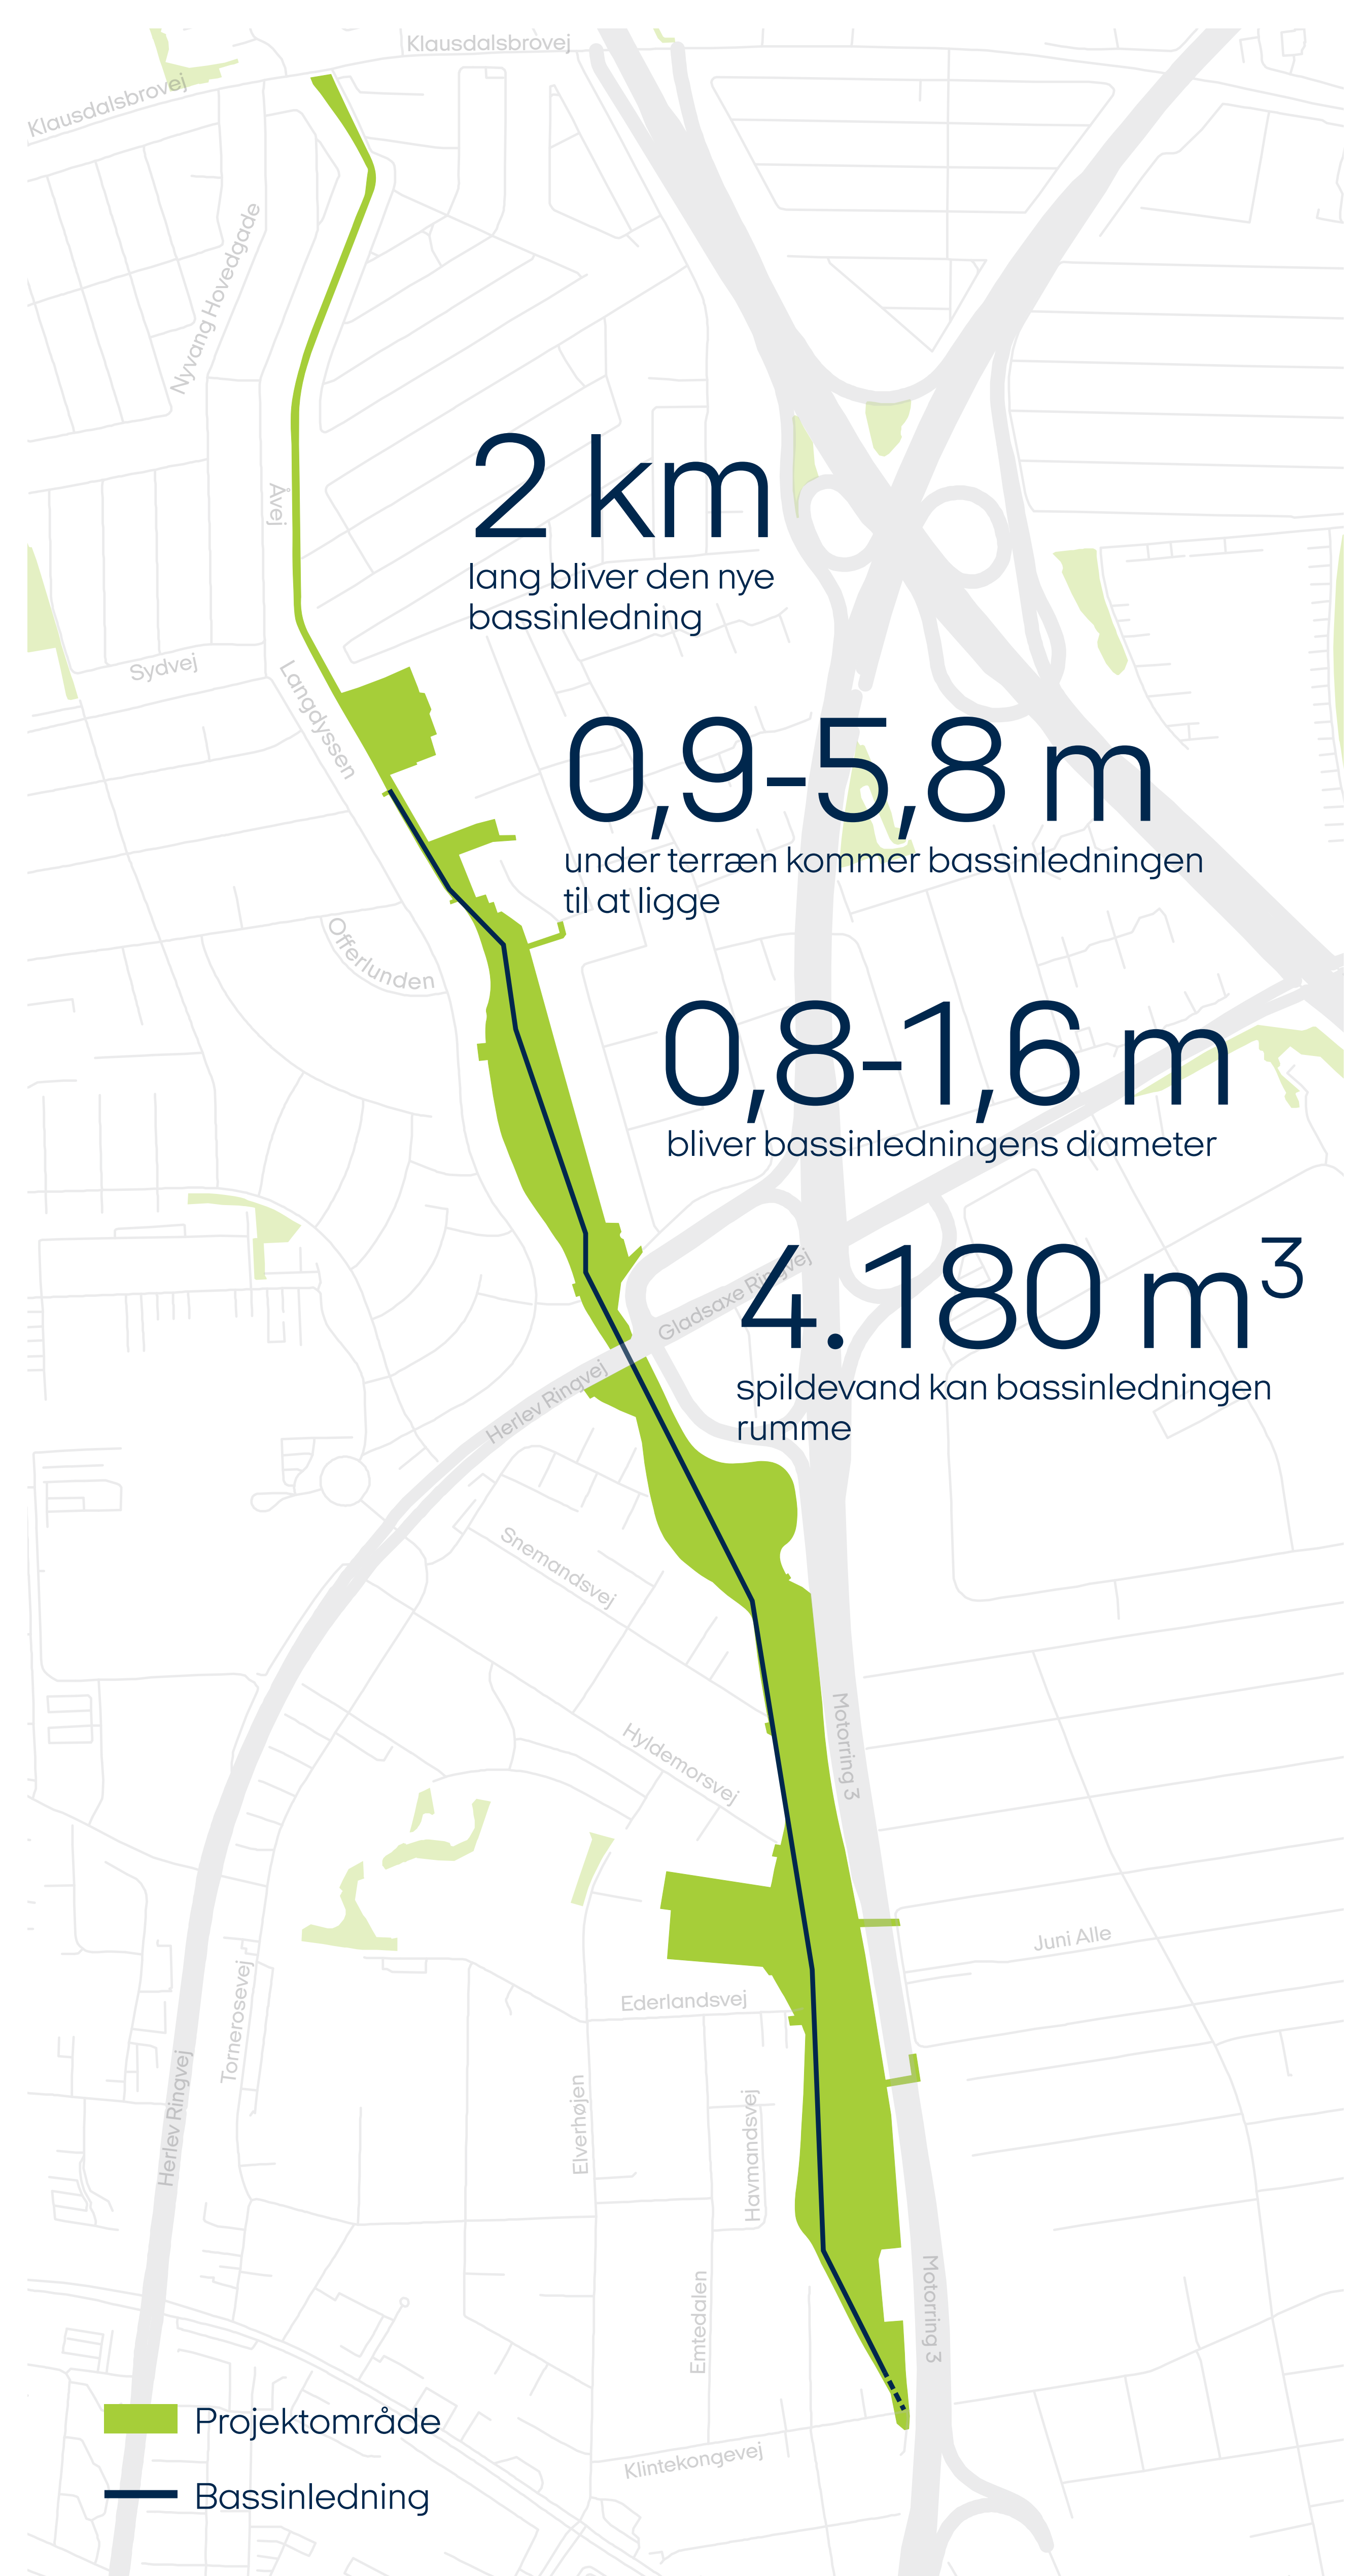 Klausdalsbrovej
Klausdalsbrovej
Nyvang Hovedgade
Åvej
2 km
lang bliver den nye
bassinledning
Sydvej
Langdyssen
0,9-5,8 m
under terræn kommer bassinledningen
til at ligge
Offerlunden
0,8-1,6 m
bliver bassinledningens diameter
4.180 m³
spildevand kan bassinledningen
rumme
Gladsaxe Ringvej
Herlev Ringvej
Snemandsvej
Motorring 3
Hyldemorsvej
Juni Alle
Ederlandsvej
Tornerosevej
Herlev Ringvej
Elverhøjen
Havmandsvej
Emtedalen
Motorring 3
Klintekongevej
Projektområde
Bassinledning